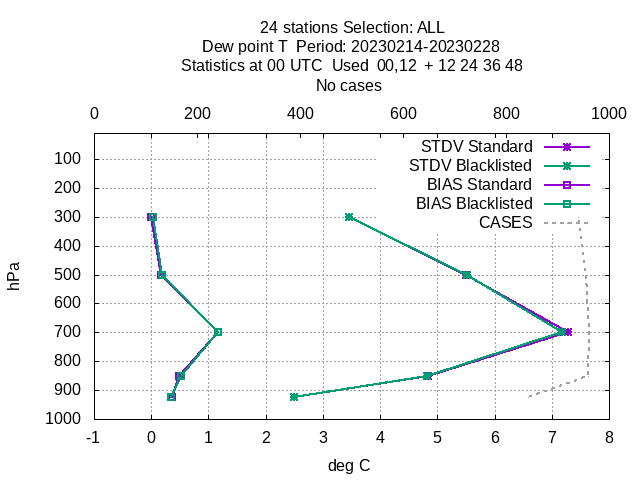 24 stations Selection: ALL
Dew point T  Period: 20230214-20230228
Statistics at 00 UTC  Used  00,12  + 12 24 36 48
No cases
0 200 400 600 800 1000
STDV Standard
STDV Blacklisted
BIAS Standard
BIAS Blacklisted
CASES
100
200
300
400
500
600
700
800
900
1000
hPa
-1 0 1 2 3 4 5 6 7 8
deg C